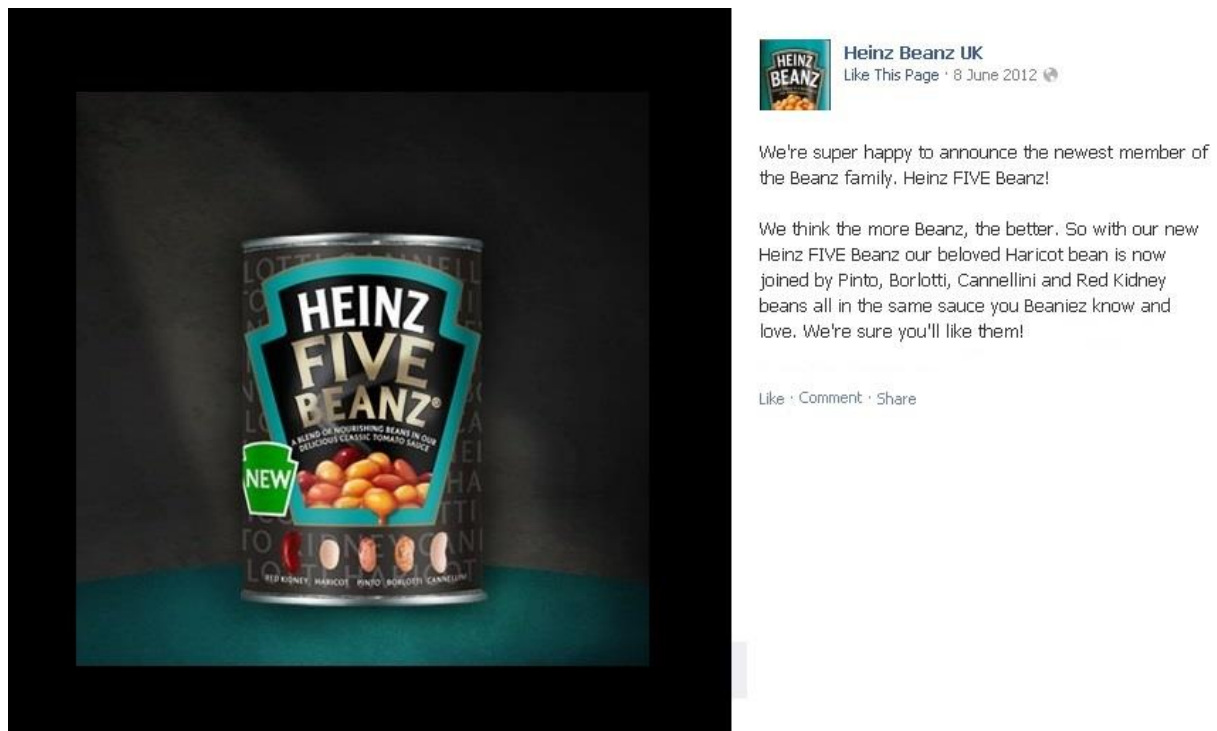 HEINZ
FIVE
BEANZ®
A BLEND OF NOURISHING BEANS IN OUR
DELICIOUS CLASSIC TOMATO SAUCE
NEW
RED KIDNEY HARICOT PINTO BORLOTTI CANNELLINI
HEINZ
BEANZ
Heinz Beanz UK
Like This Page · 8 June 2012
We're super happy to announce the newest member of
the Beanz family. Heinz FIVE Beanz!
We think the more Beanz, the better. So with our new
Heinz FIVE Beanz our beloved Haricot bean is now
joined by Pinto, Borlotti, Cannellini and Red Kidney
beans all in the same sauce you Beaniez know and
love. We're sure you'll like them!
Like · Comment · Share